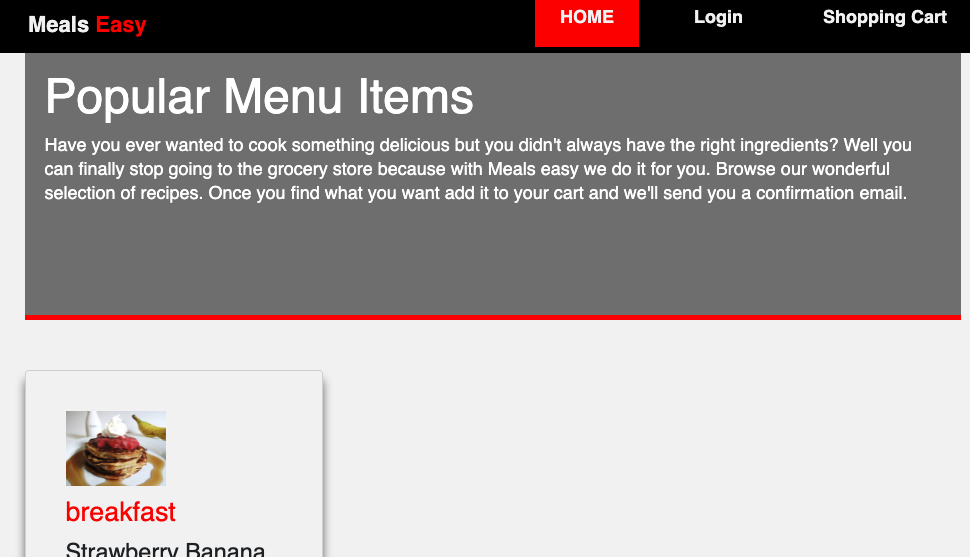 Meals Easy
HOME
Login
Shopping Cart
Popular Menu Items
Have you ever wanted to cook something delicious but you didn't always have the right ingredients? Well you
can finally stop going to the grocery store because with Meals easy we do it for you. Browse our wonderful
selection of recipes. Once you find what you want add it to your cart and we'll send you a confirmation email.
breakfast
Strawberry Banana